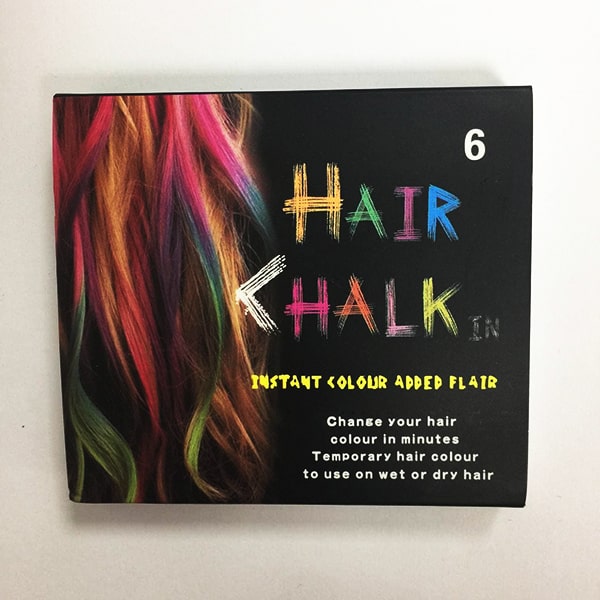 6
HAIR
CHALK IN
INSTANT COLOUR ADDED FLAIR
Change your hair
colour in minutes
Temporary hair colour
to use on wet or dry hair